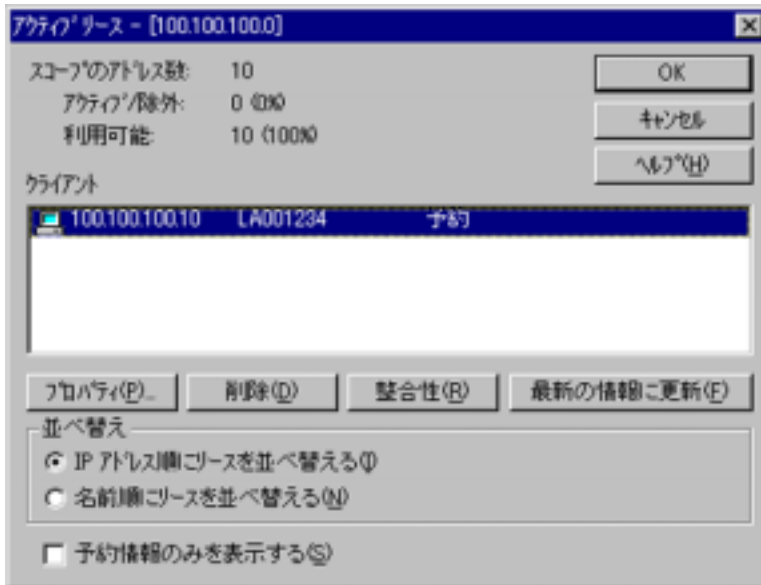 アクティブ リース - [100.100.100.0]
スコープのアドレス数: 10
アクティブ/除外: 0 (0%)
利用可能: 10 (100%)
OK
キャンセル
ヘルプ(H)
クライアント
100.100.100.10 LA001234 予約
プロパティ(P)...
削除(D)
整合性(R)
最新の情報に更新(F)
並べ替え
IP アドレス順にリースを並べ替える(I)
名前順にリースを並べ替える(N)
予約情報のみを表示する(S)